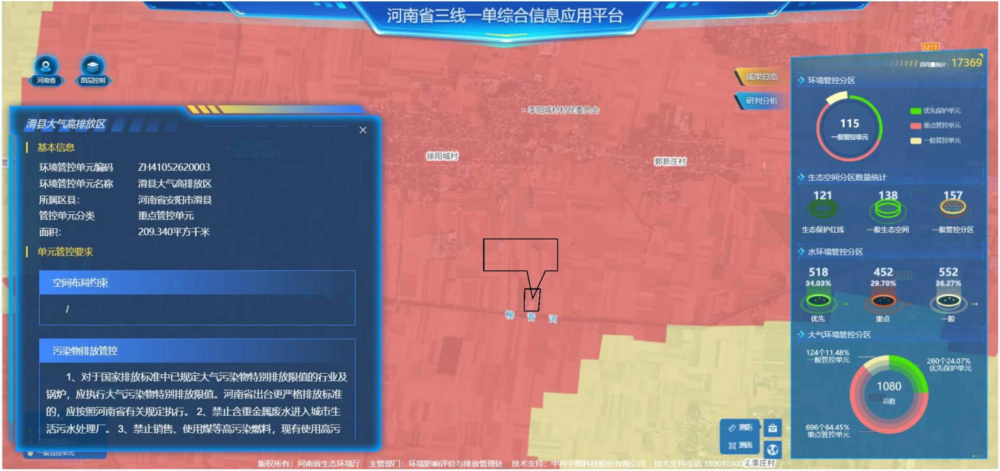 河南省三线一单综合信息应用平台
河南省
图层控制
S213
成果总览
研判分析
李阳城村村民委员会
徐阳城村
郭新庄村
柳青河
滑县大气高排放区
×
基本信息
环境管控单元编码 ZH41052620003
环境管控单元名称 滑县大气高排放区
所属区县： 河南省安阳市滑县
管控单元分类 重点管控单元
面积： 209.340平方千米
单元管控要求
空间布局约束
/
污染物排放管控
1、对于国家排放标准中已规定大气污染物特别排放限值的行业及
锅炉，应执行大气污染物特别排放限值。河南省出台更严格排放标准
的，应按照河南省有关规定执行。 2、禁止含重金属废水进入城市生
活污水处理厂。 3、禁止销售、使用煤等高污染燃料，现有使用高污
一般管控单元
访问量统计：17369
环境管控分区
115
一般管控单元
优先保护单元
重点管控单元
一般管控单元
生态空间分区数量统计
121 138 157
生态保护红线 一般生态空间 一般管控分区
水环境管控分区
518 452 552
34.03% 29.70% 36.27%
优先 重点 一般
大气环境管控分区
124个11.48%
一般管控单元
260个24.07%
优先保护单元
1080
总数
696个64.45%
重点管控单元
测距
测面
版权所有：河南省生态环境厅 主管部门：环境影响评价与排放管理处 技术支持：中科宇图科技股份有限公司 技术支持电话:180010300
李庄村